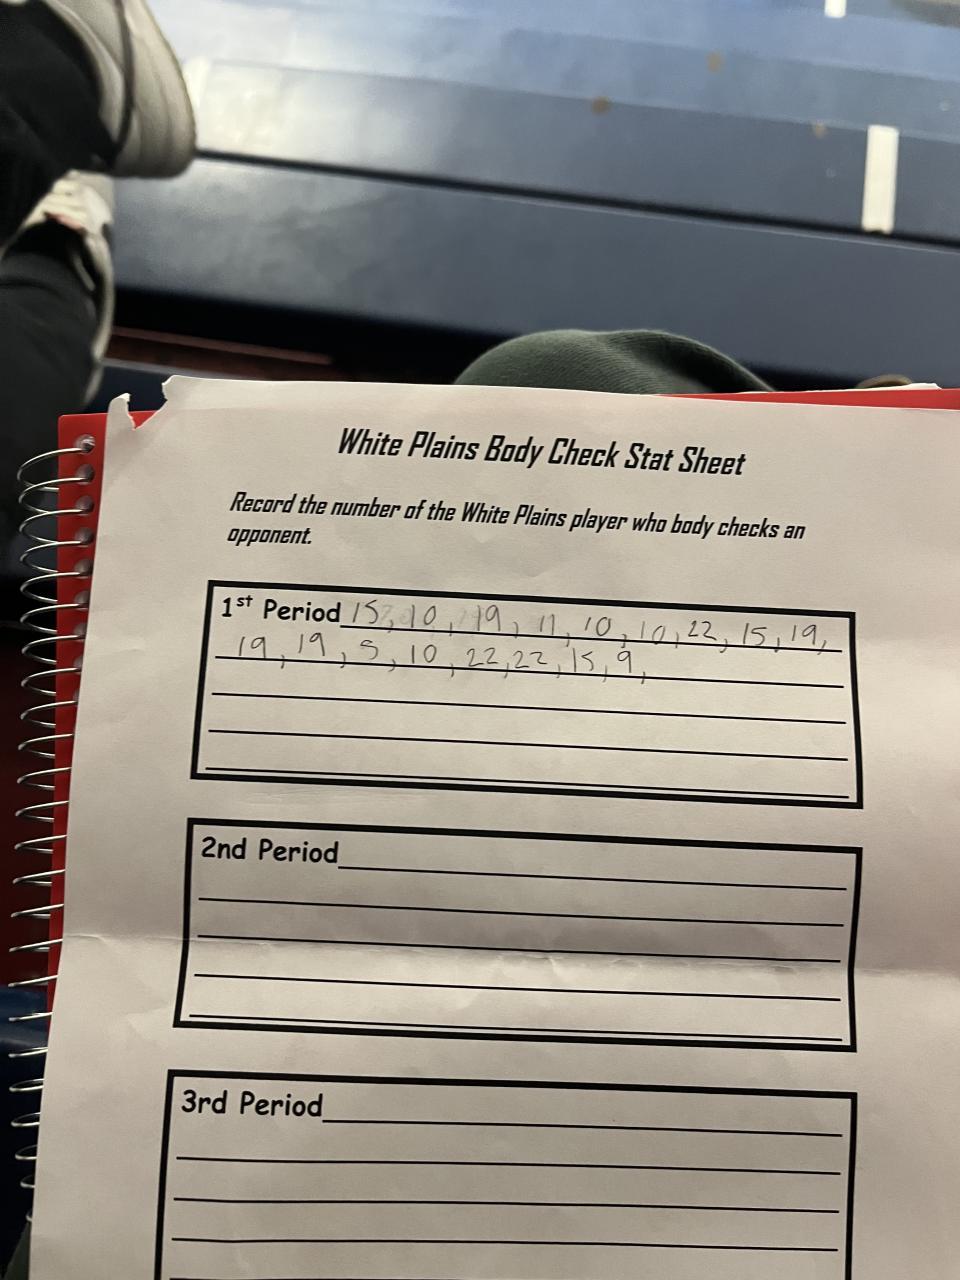 White Plains Body Check Stat Sheet
Record the number of the White Plains player who body checks an
opponent.
1st Period 15, 10, 19, 11, 10, 10, 22, 15, 19,
19, 19, 5, 10, 22, 22, 15, 9,
2nd Period
3rd Period